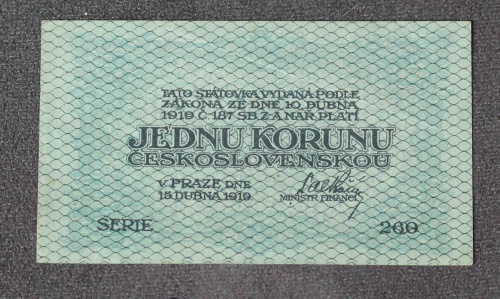 TATO STÁTOVKA VYDANÁ PODLE
ZÁKONA ZE DNE 10. DUBNA
1919 Č. 187 SB. Z. A NAŘ. PLATÍ
JEDNU KORUNU
ČESKOSLOVENSKOU
V PRAZE DNE
15. DUBNA 1919
MINISTR FINANCÍ
SERIE